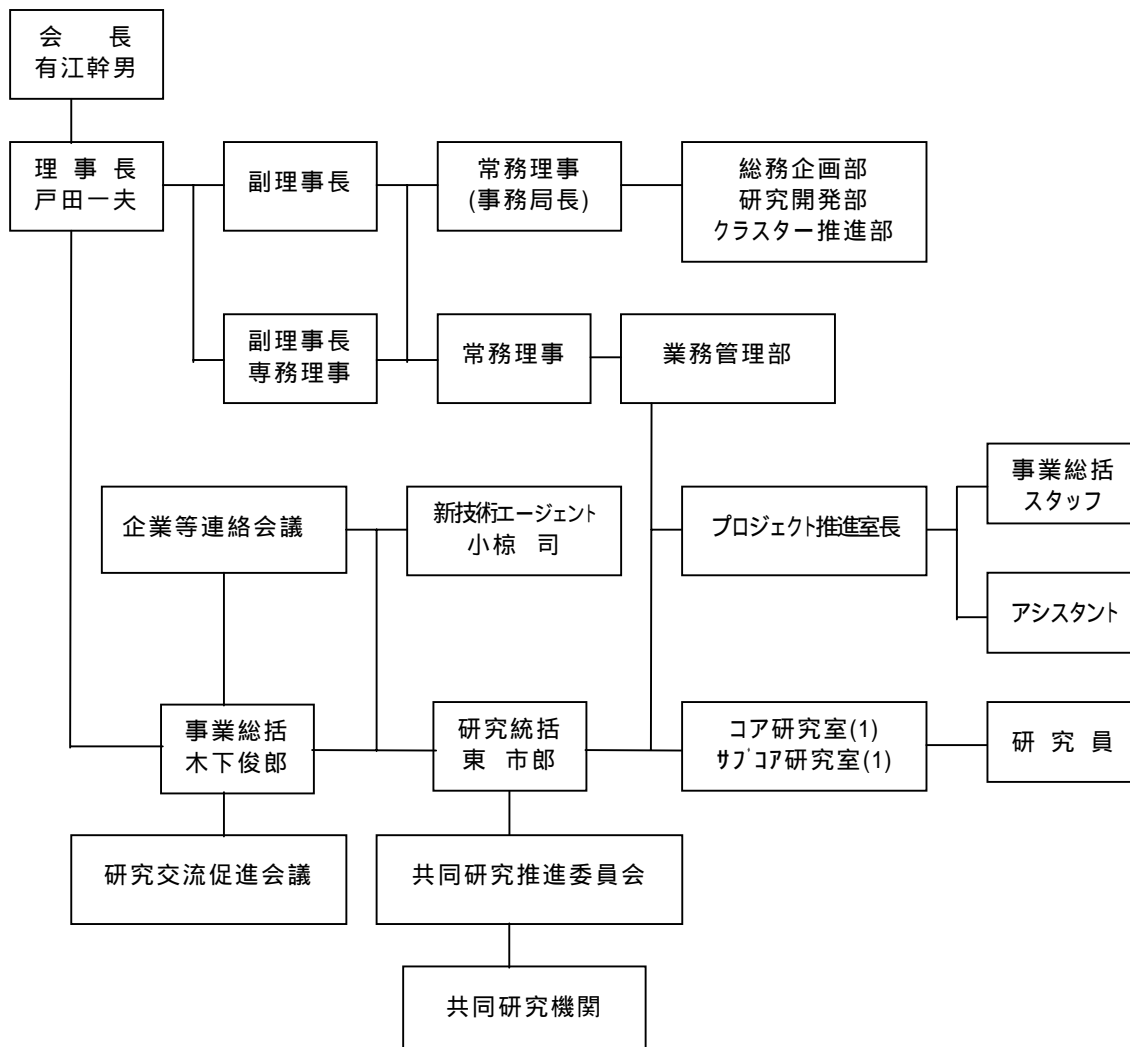 会 長
有江幹男
理 事 長
戸田一夫
副理事長
常務理事
(事務局長)
総務企画部
研究開発部
クラスター推進部
副理事長
専務理事
常務理事
業務管理部
企業等連絡会議
新技術エージェント
小椋 司
プロジェクト推進室長
事業総括
スタッフ
アシスタント
事業総括
木下俊郎
研究統括
東 市郎
コア研究室(1)
サブコア研究室(1)
研 究 員
研究交流促進会議
共同研究推進委員会
共同研究機関